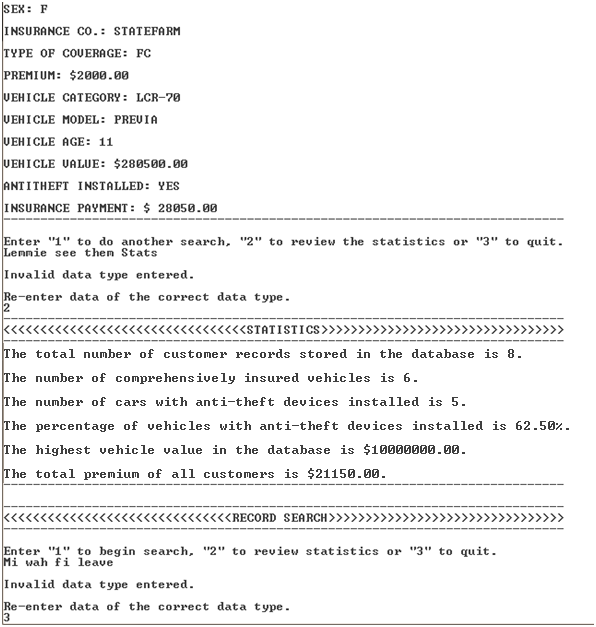 SEX: F
INSURANCE CO.: STATEFARM
TYPE OF COVERAGE: FC
PREMIUM: $2000.00
VEHICLE CATEGORY: LCR-70
VEHICLE MODEL: PREVIA
VEHICLE AGE: 11
VEHICLE VALUE: $280500.00
ANTITHEFT INSTALLED: YES
INSURANCE PAYMENT: $ 28050.00
Enter "1" to do another search, "2" to review the statistics or "3" to quit.
Lemmie see them Stats
Invalid data type entered.
Re-enter data of the correct data type.
2
<<<<<<<<<<<<<<<<<<<<<<<<<<<<<<<<<STATISTICS>>>>>>>>>>>>>>>>>>>>>>>>>>>>>>>>>
The total number of customer records stored in the database is 8.
The number of comprehensively insured vehicles is 6.
The number of cars with anti-theft devices installed is 5.
The percentage of vehicles with anti-theft devices installed is 62.50%.
The highest vehicle value in the database is $10000000.00.
The total premium of all customers is $21150.00.
<<<<<<<<<<<<<<<<<<<<<<<<<<<<<<<RECORD SEARCH>>>>>>>>>>>>>>>>>>>>>>>>>>>>>>>>
Enter "1" to begin search, "2" to review statistics or "3" to quit.
Mi wah fi leave
Invalid data type entered.
Re-enter data of the correct data type.
3